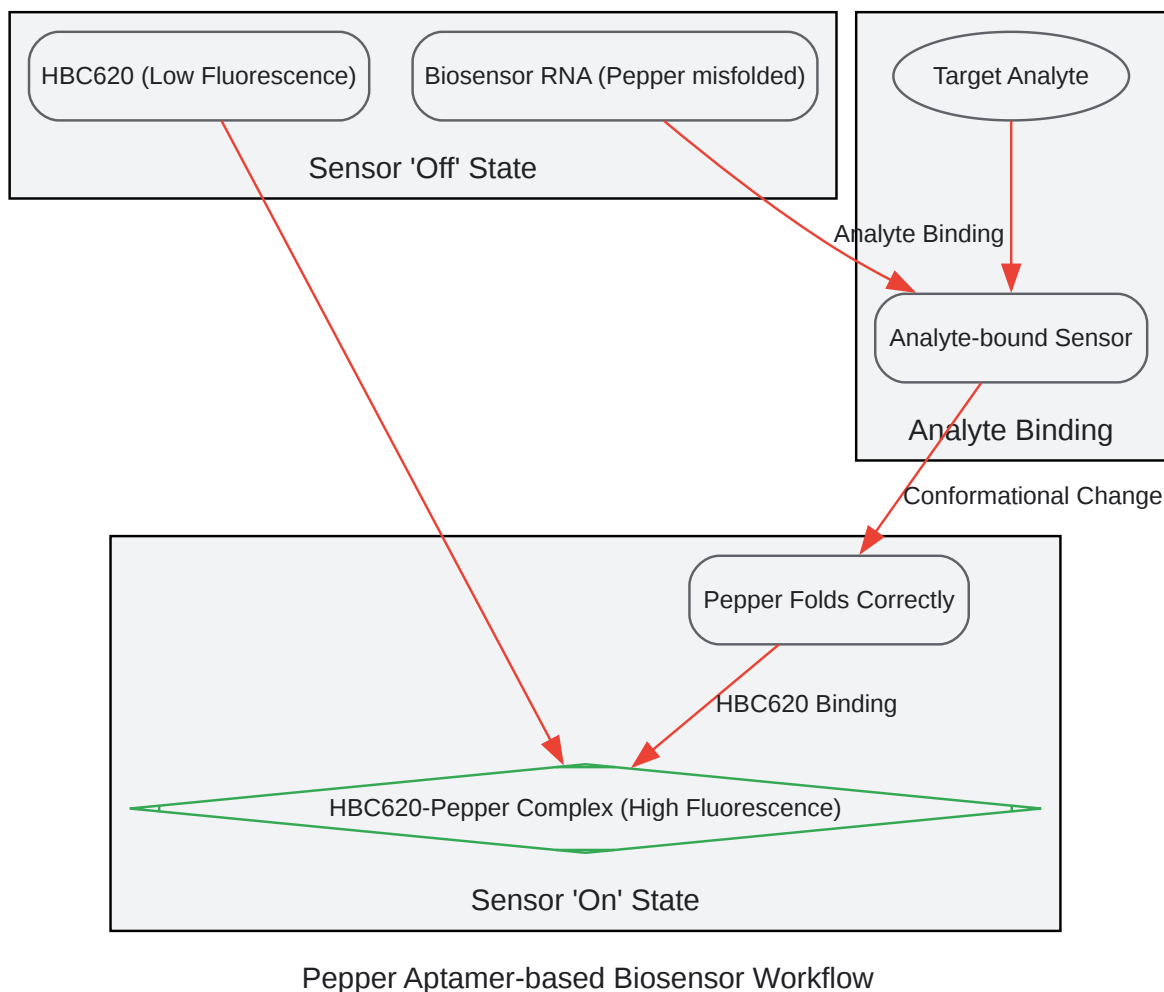 HBC620 (Low Fluorescence)
Biosensor RNA (Pepper misfolded)
Target Analyte
Sensor 'Off' State
Analyte Binding
Analyte-bound Sensor
Analyte Binding
Conformational Change
Pepper Folds Correctly
HBC620 Binding
HBC620-Pepper Complex (High Fluorescence)
Sensor 'On' State
Pepper Aptamer-based Biosensor Workflow